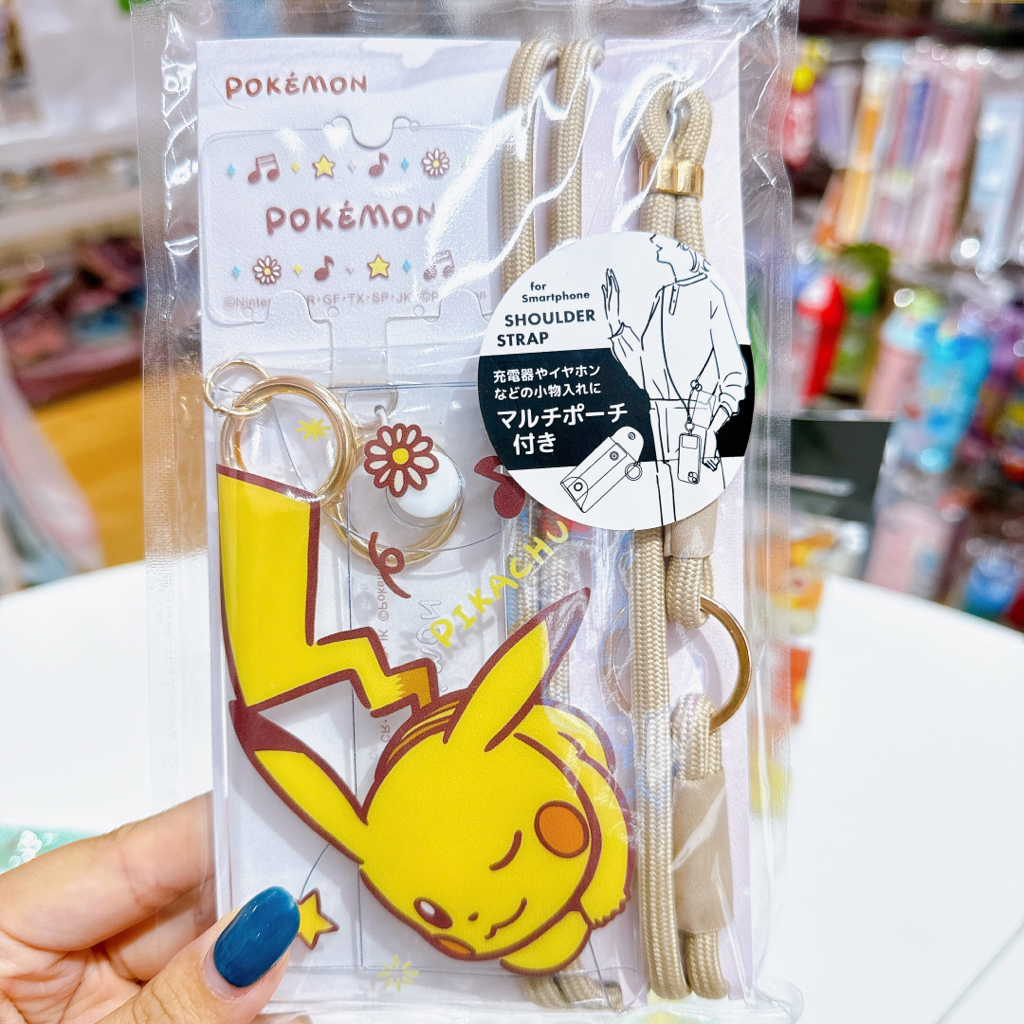 POKÉMON
POKÉMON
for
Smartphone
SHOULDER
STRAP
充電器やイヤホン
などの小物入れに
マルチポーチ
付き
PIKACHU